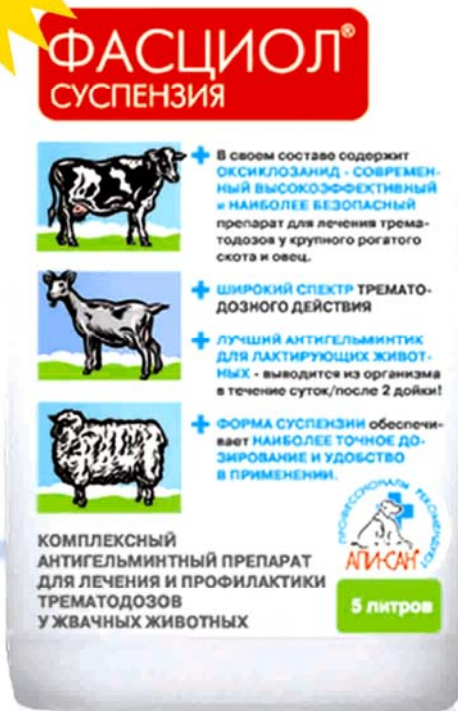 ФАСЦИОЛ®
СУСПЕНЗИЯ
+ В своем составе содержит
ОКСИКЛОЗАНИД - СОВРЕМЕН-
НЫЙ ВЫСОКОЭФФЕКТИВНЫЙ
и НАИБОЛЕЕ БЕЗОПАСНЫЙ
препарат для лечения трема-
тодозов у крупного рогатого
скота и овец.
+ ШИРОКИЙ СПЕКТР ТРЕМАТО-
ДОЗНОГО ДЕЙСТВИЯ
+ ЛУЧШИЙ АНТИГЕЛЬМИНТИК
ДЛЯ ЛАКТИРУЮЩИХ ЖИВОТ-
НЫХ - выводится из организма
в течение суток/после 2 дойки!
+ ФОРМА СУСПЕНЗИИ обеспечи-
вает НАИБОЛЕЕ ТОЧНОЕ ДО-
ЗИРОВАНИЕ И УДОБСТВО
В ПРИМЕНЕНИИ.
ПРОФЕССИОНАЛЫ РЕКОМЕНДУЮТ
АПИ-САН
КОМПЛЕКСНЫЙ
АНТИГЕЛЬМИНТНЫЙ ПРЕПАРАТ
ДЛЯ ЛЕЧЕНИЯ И ПРОФИЛАКТИКИ
ТРЕМАТОДОЗОВ
У ЖВАЧНЫХ ЖИВОТНЫХ
5 литров